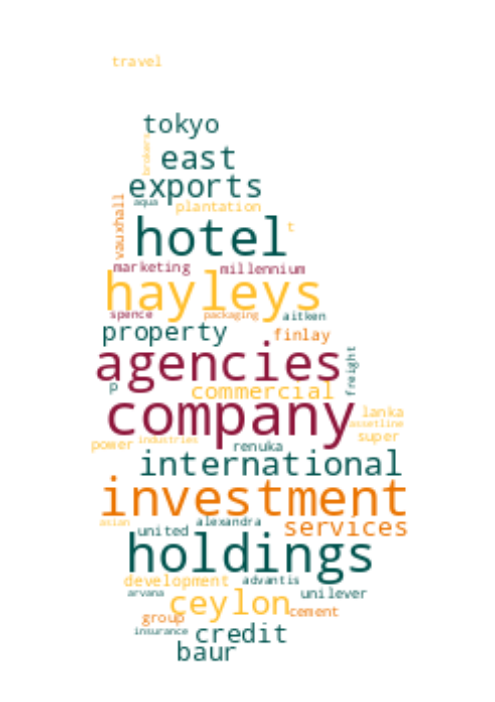 travel
tokyo
brokers
east
exports
aqua
plantation
vauxhall
hotel
t
marketing
millennium
hayleys
spence
packaging
aitken
property
finlay
agencies
freight
p
commercial
company
lanka
assetline
super
power
industries
renuka
international
investment
asian
united
alexandra
services
holdings
development
advantis
arvana
unilever
ceylon
cement
group
insurance
credit
baur